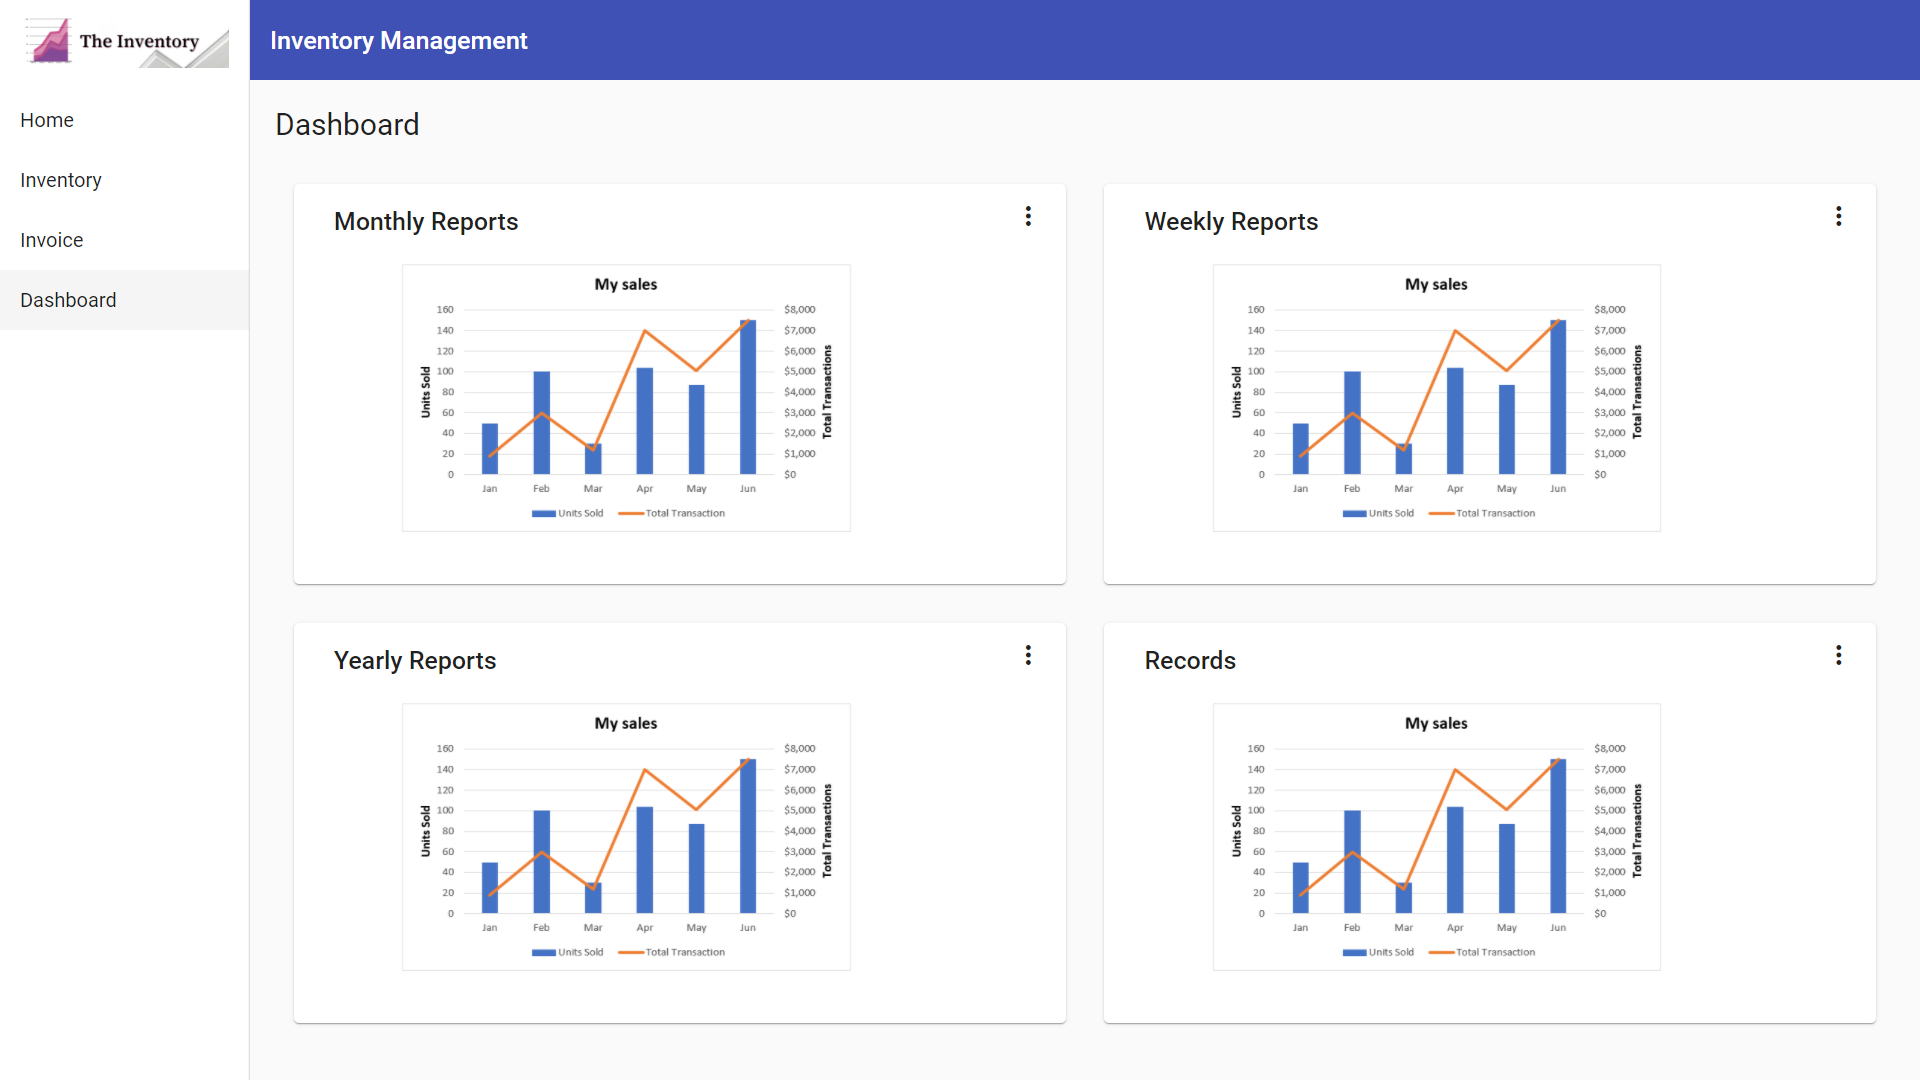 The Inventory
Inventory Management
Home
Inventory
Invoice
Dashboard
Dashboard
Monthly Reports
My sales
160
140
120
100
80
60
40
20
0
Units Sold
$8,000
$7,000
$6,000
$5,000
$4,000
$3,000
$2,000
$1,000
$0
Total Transactions
Jan Feb Mar Apr May Jun
Units Sold Total Transaction
Weekly Reports
My sales
160
140
120
100
80
60
40
20
0
Units Sold
$8,000
$7,000
$6,000
$5,000
$4,000
$3,000
$2,000
$1,000
$0
Total Transactions
Jan Feb Mar Apr May Jun
Units Sold Total Transaction
Yearly Reports
My sales
160
140
120
100
80
60
40
20
0
Units Sold
$8,000
$7,000
$6,000
$5,000
$4,000
$3,000
$2,000
$1,000
$0
Total Transactions
Jan Feb Mar Apr May Jun
Units Sold Total Transaction
Records
My sales
160
140
120
100
80
60
40
20
0
Units Sold
$8,000
$7,000
$6,000
$5,000
$4,000
$3,000
$2,000
$1,000
$0
Total Transactions
Jan Feb Mar Apr May Jun
Units Sold Total Transaction